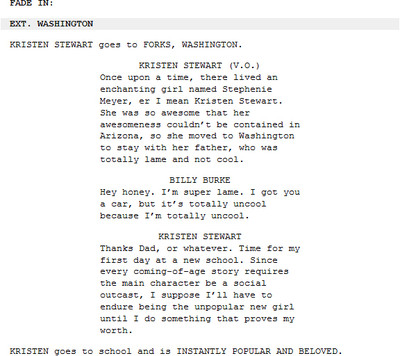 FADE IN:
EXT. WASHINGTON
KRISTEN STEWART goes to FORKS, WASHINGTON.
KRISTEN STEWART (V.O.)
Once upon a time, there lived an
enchanting girl named Stephenie
Meyer, er I mean Kristen Stewart.
She was so awesome that her
awesomeness couldn't be contained in
Arizona, so she moved to Washington
to stay with her father, who was
totally lame and not cool.
BILLY BURKE
Hey honey. I'm super lame. I got you
a car, but it's totally uncool
because I'm totally uncool.
KRISTEN STEWART
Thanks Dad, or whatever. Time for my
first day at a new school. Since
every coming-of-age story requires
the main character be a social
outcast, I suppose I'll have to
endure being the unpopular new girl
until I do something that proves my
worth.
KRISTEN goes to school and is INSTANTLY POPULAR AND BELOVED.